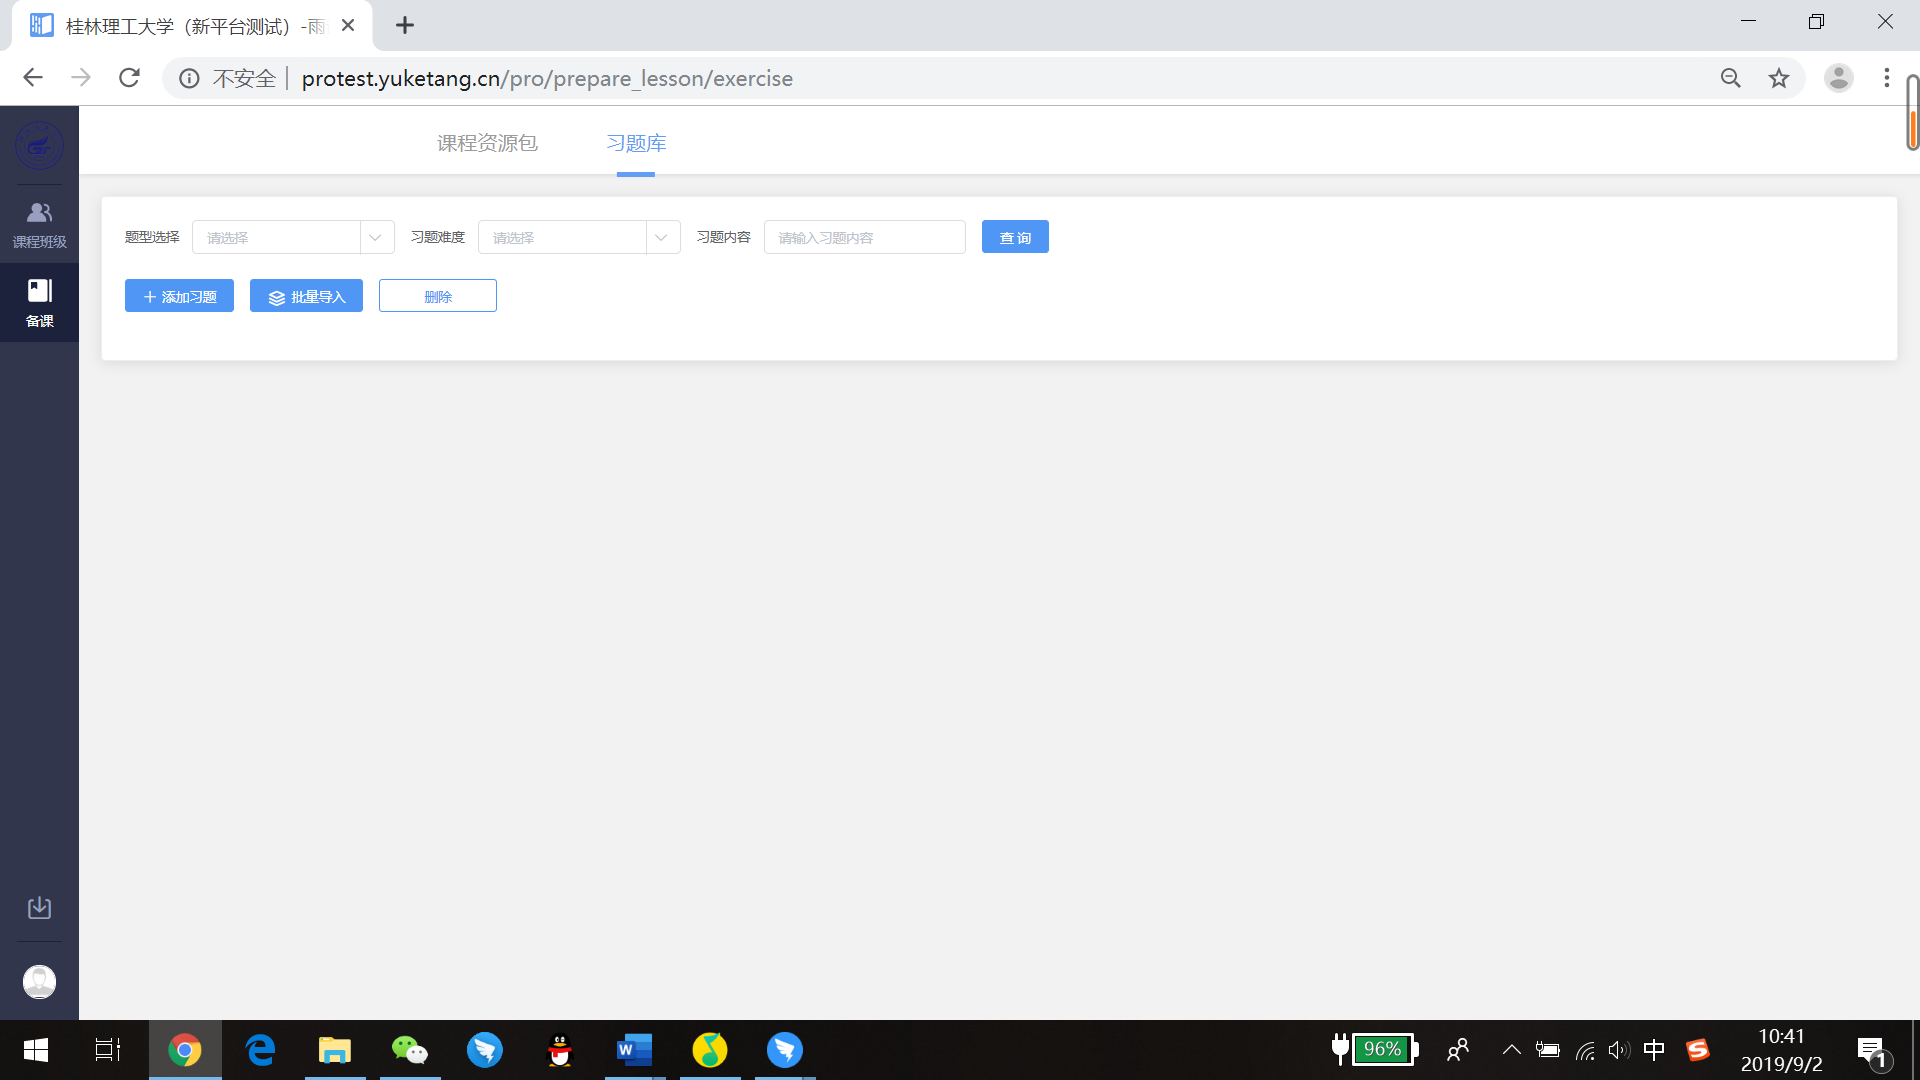 桂林理工大学（新平台测试）-雨
不安全 protest.yuketang.cn/pro/prepare_lesson/exercise
课程资源包 习题库
课程班级
备课
题型选择 请选择 习题难度 请选择 习题内容 请输入习题内容 查询
添加习题 批量导入 删除
96% 中 10:41
2019/9/2 1